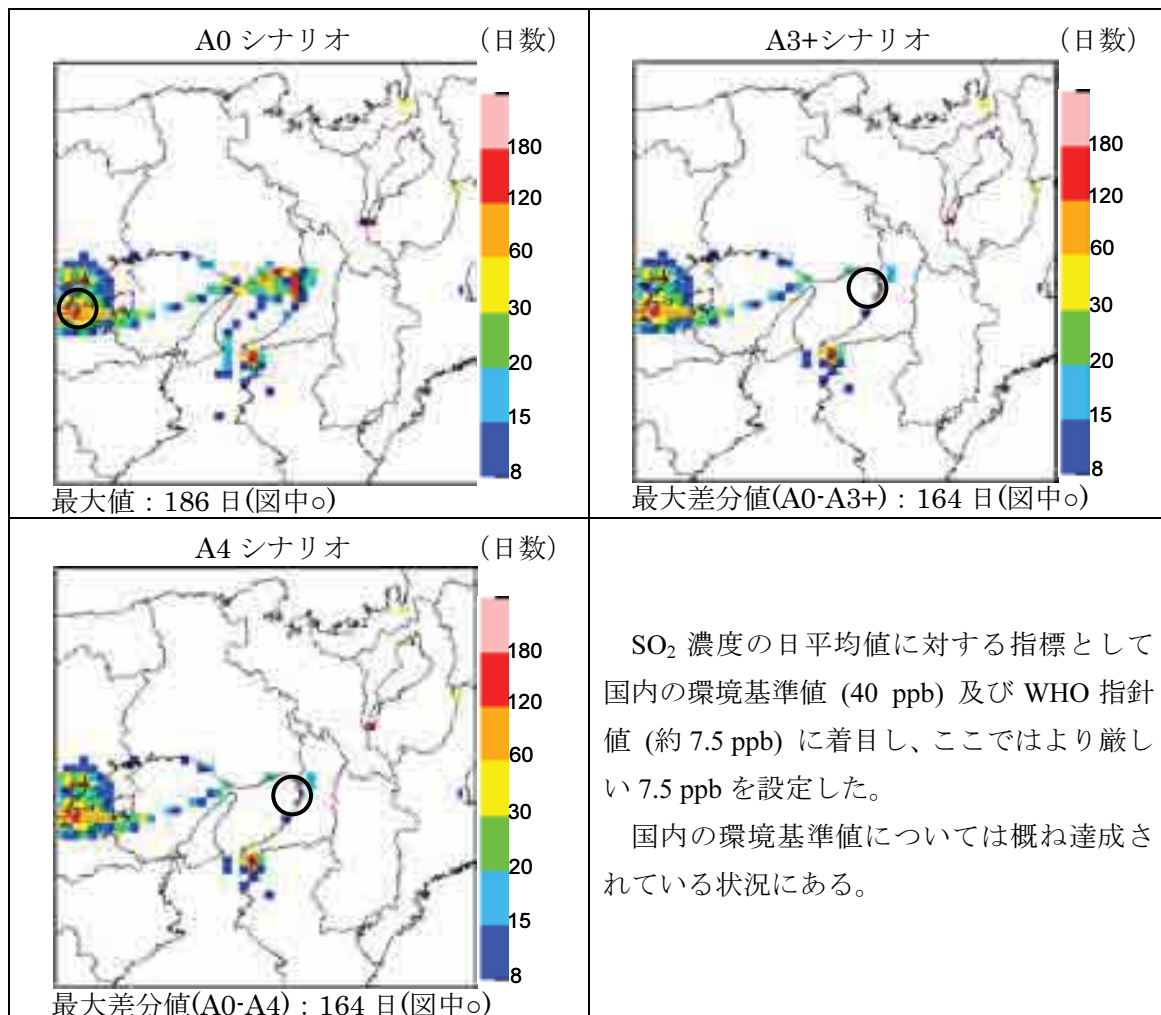 A0 シナリオ (日数)
180
120
60
30
20
15
8
最大値：186 日(図中○)
A3+シナリオ (日数)
180
120
60
30
20
15
8
最大差分値(A0-A3+)：164 日(図中○)
A4 シナリオ (日数)
180
120
60
30
20
15
8
最大差分値(A0-A4)：164 日(図中○)
SO₂ 濃度の日平均値に対する指標として
国内の環境基準値 (40 ppb) 及び WHO 指針
値 (約 7.5 ppb) に着目し、ここではより厳し
い 7.5 ppb を設定した。
国内の環境基準値については概ね達成さ
れている状況にある。